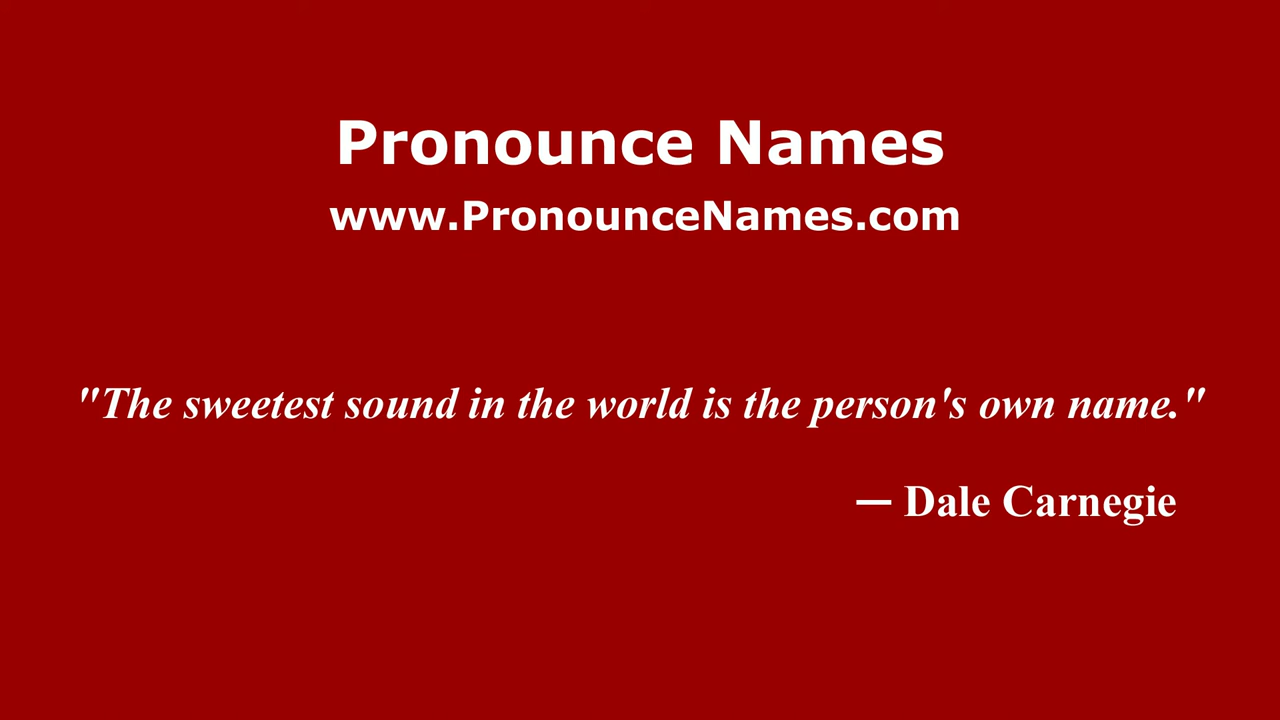 Pronounce Names
www.PronounceNames.com
"The sweetest sound in the world is the person's own name."
— Dale Carnegie